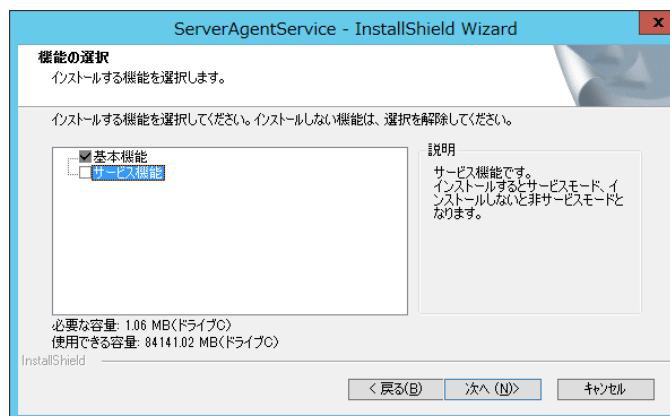 ServerAgentService - InstallShield Wizard
x
機能の選択
インストールする機能を選択します。
インストールする機能を選択してください。インストールしない機能は、選択を解除してください。
基本機能
サービス機能
説明
サービス機能です。
インストールするとサービスモード、イ
ンストールしないと非サービスモードと
なります。
必要な容量: 1.06 MB(ドライブC)
使用できる容量: 84141.02 MB(ドライブC)
InstallShield
< 戻る(B)
次へ (N)>
キャンセル